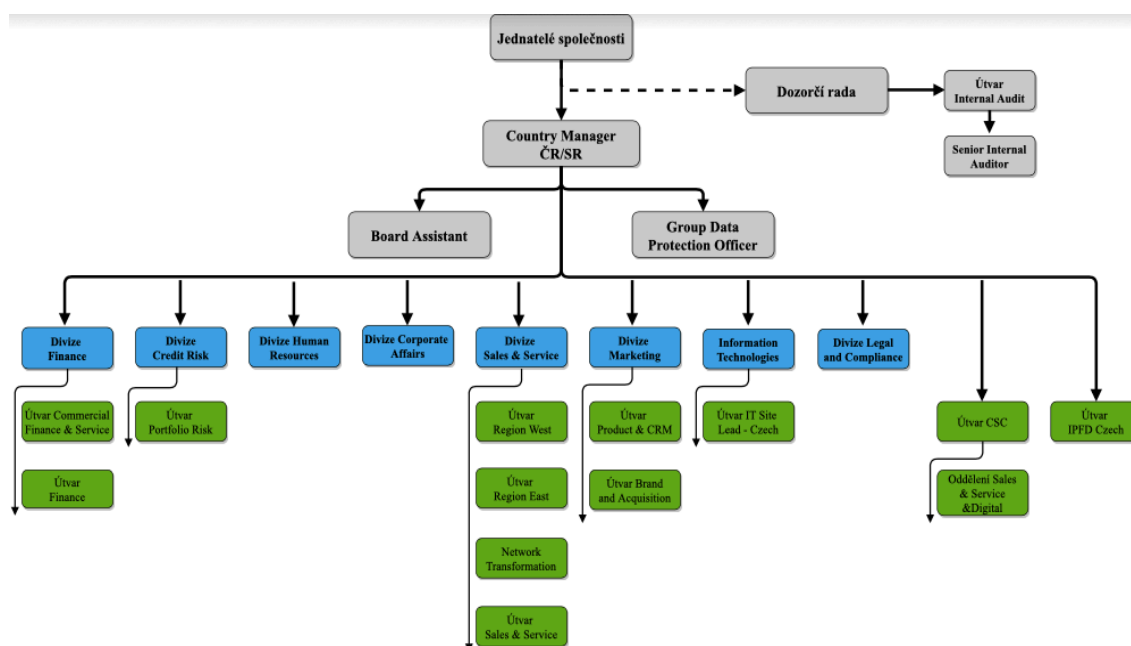 Jednatelé společnosti
Dozorčí rada
Útvar
Internal Audit
Senior Internal
Auditor
Country Manager
ČR/SR
Board Assistant
Group Data
Protection Officer
Divize
Finance
Divize
Credit Risk
Divize Human
Resources
Divize Corporate
Affairs
Divize
Sales & Service
Divize
Marketing
Information
Technologies
Divize Legal
and Compliance
Útvar Commercial
Finance & Service
Útvar
Portfolio Risk
Útvar
Region West
Útvar
Product & CRM
Útvar IT Site
Lead - Czech
Útvar CSC
Útvar
IPFD Czech
Útvar
Finance
Útvar
Region East
Útvar Brand
and Acquisition
Oddělení Sales
& Service
&Digital
Network
Transformation
Útvar
Sales & Service